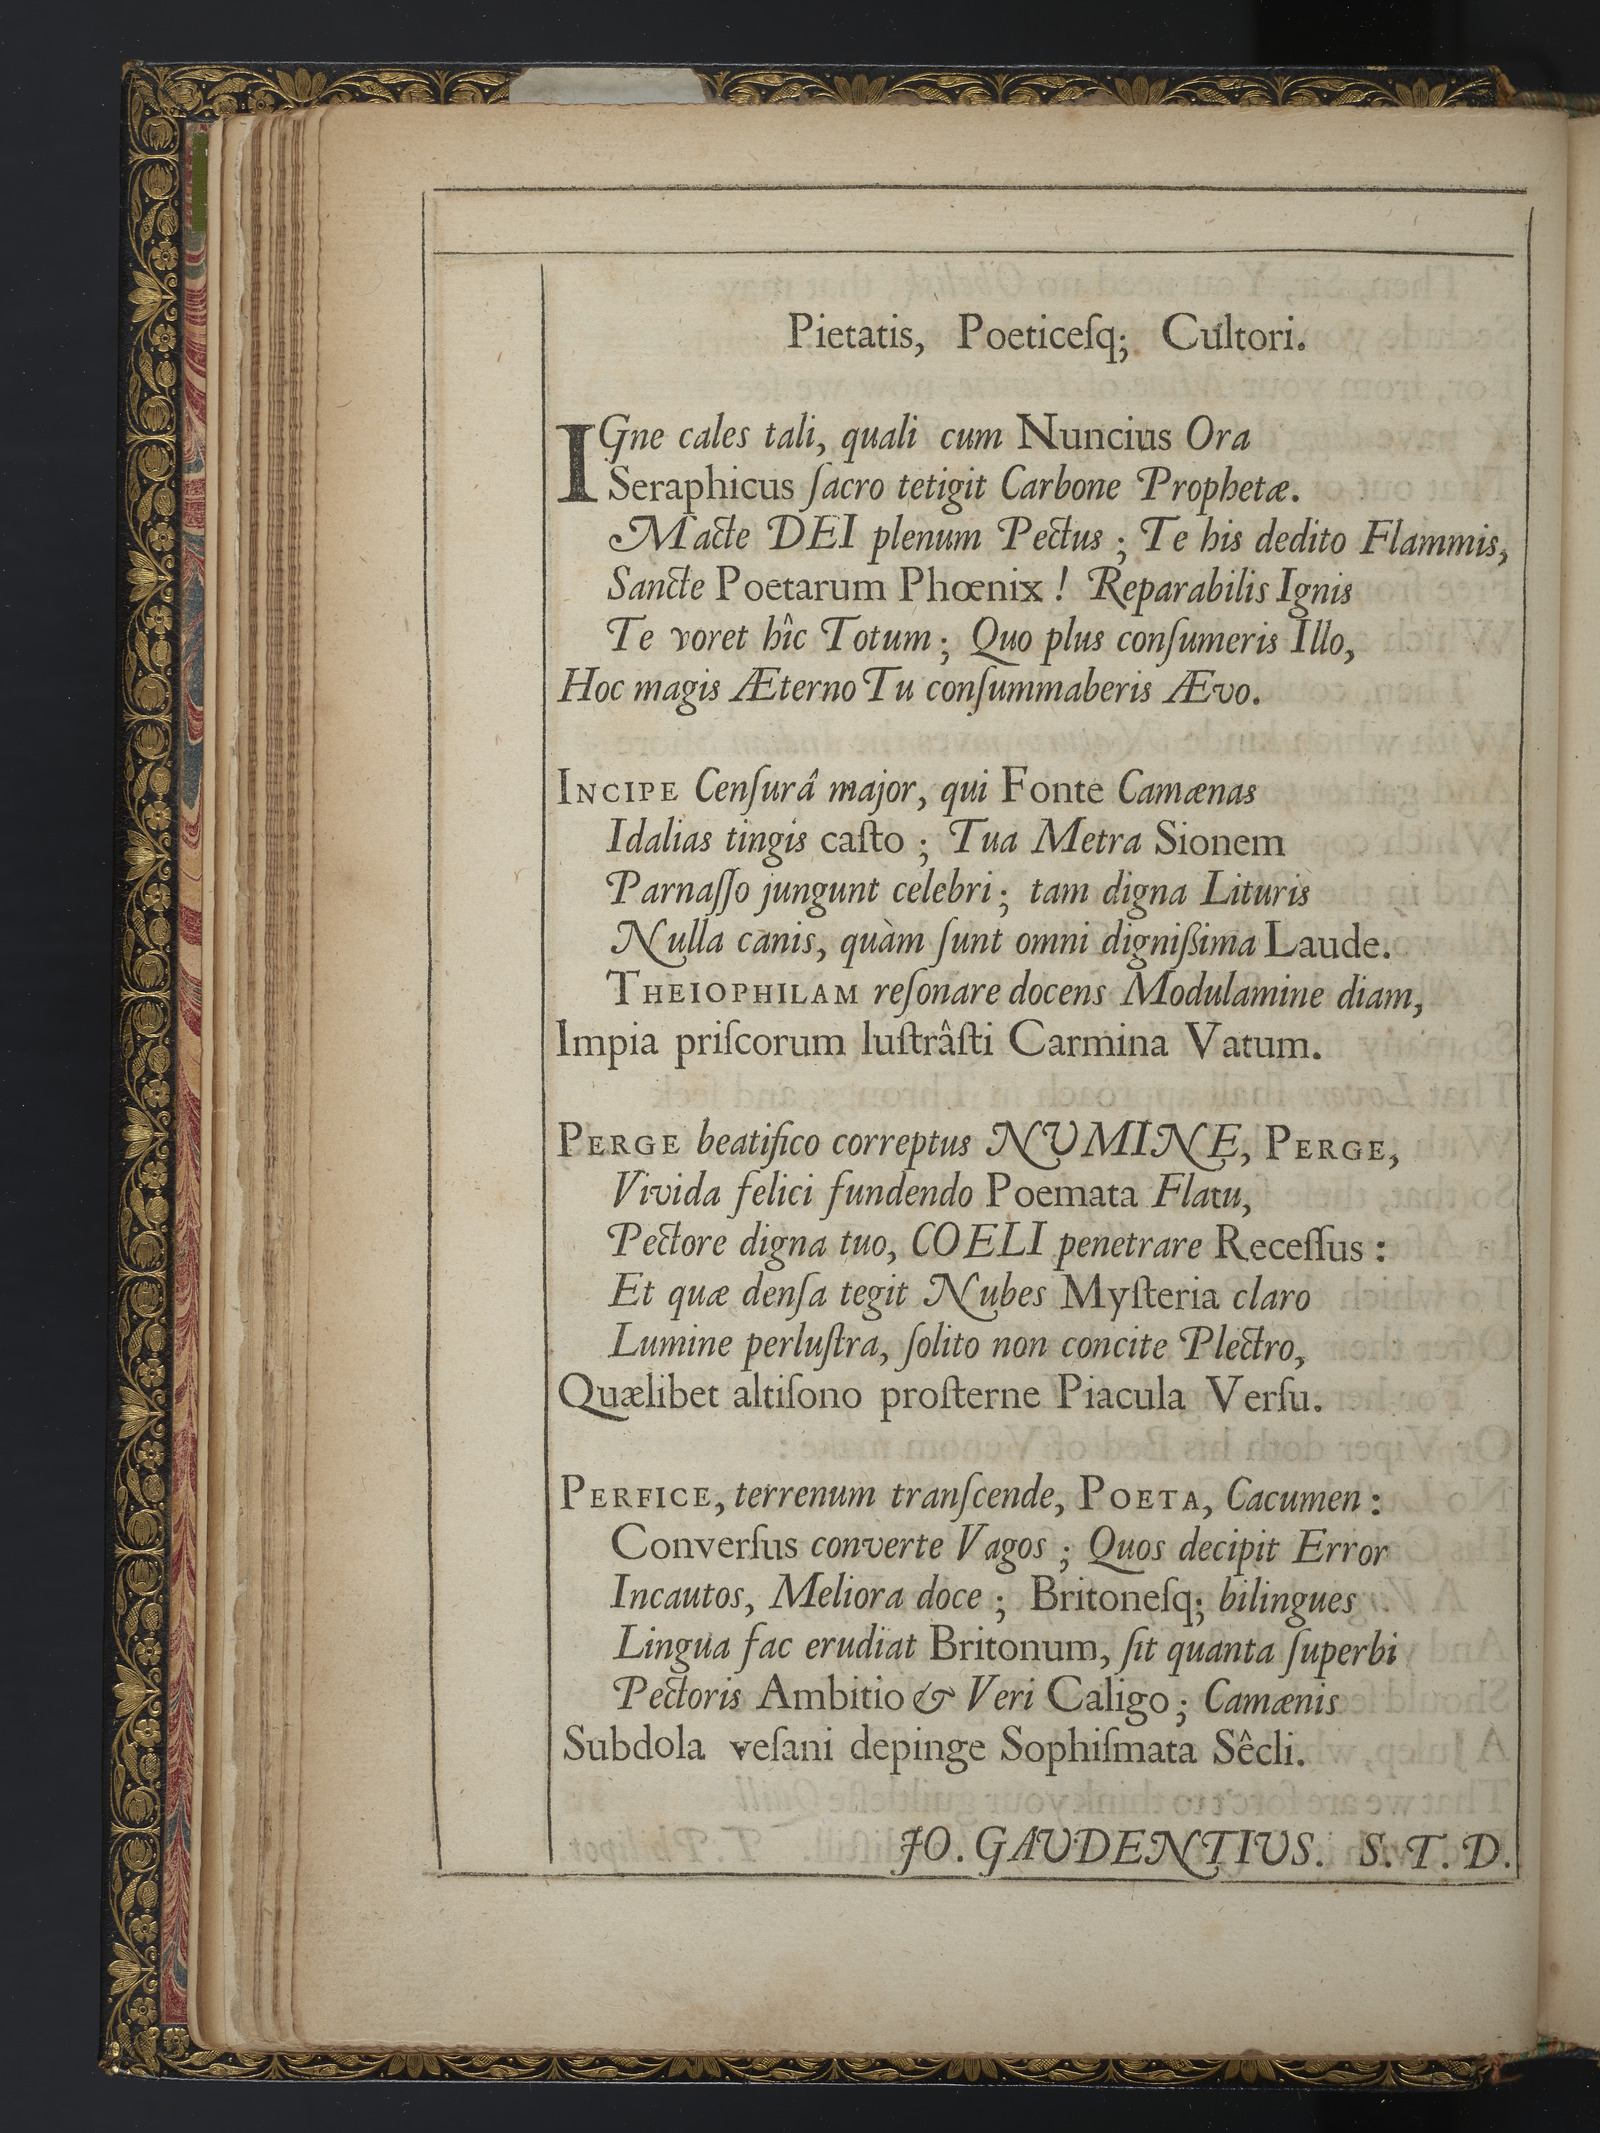 Pietatis, Poeticeſq; Cultori.
IGne cales tali, quali cum Nuncius Ora
Seraphicus ſacro tetigit Carbone Prophetæ.
Macte DEI plenum Pectus ; Te his dedito Flammis,
Sancte Poetarum Phœnix ! Reparabilis Ignis
Te voret hîc Totum ; Quo plus conſumeris Illo,
Hoc magis Æterno Tu conſummaberis Ævo.
INCIPE Cenſurâ major, qui Fonte Camænas
Idalias tingis caſto ; Tua Metra Sionem
Parnaſſo jungunt celebri ; tam digna Lituris
Nulla canis, quàm ſunt omni dignißima Laude.
THEIOPHILAM reſonare docens Modulamine diam,
Impia priſcorum luſtrâſti Carmina Vatum.
PERGE beatifico correptus NUMINE, PERGE,
Vivida felici fundendo Poemata Flatu,
Pectore digna tuo, COELI penetrare Receſſus :
Et quæ denſa tegit Nubes Myſteria claro
Lumine perluſtra, ſolito non concite Plectro,
Quælibet altiſono proſterne Piacula Verſu.
PERFICE, terrenum tranſcende, POETA, Cacumen :
Converſus converte Vagos ; Quos decipit Error
Incautos, Meliora doce ; Britoneſq; bilingues
Lingua fac erudiat Britonum, ſit quanta ſuperbi
Pectoris Ambitio & Veri Caligo ; Camænis
Subdola veſani depinge Sophiſmata Sêcli.
JO. GAUDENTIUS. S. T. D.